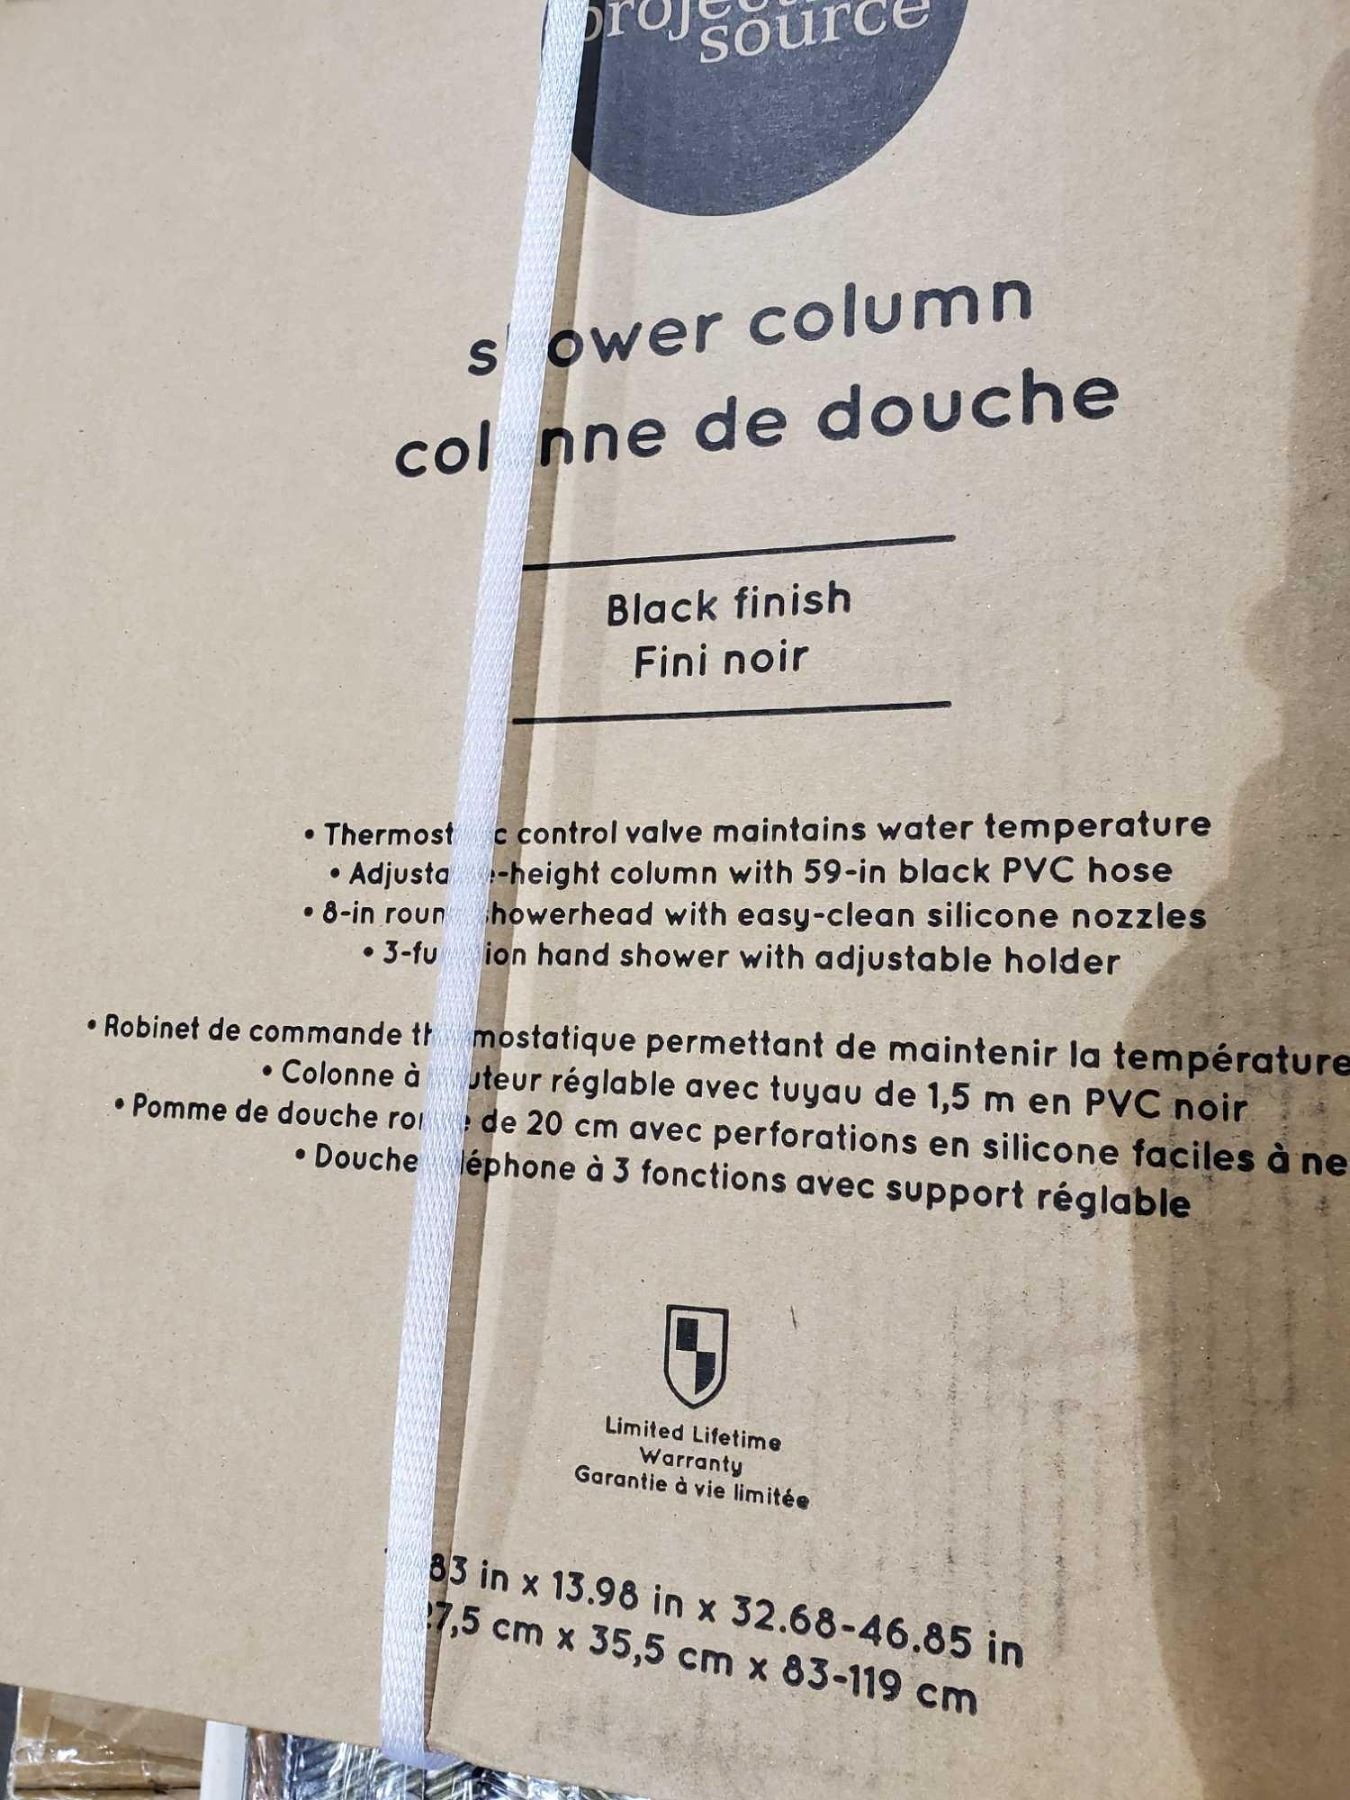 source
shower column
colonne de douche
Black finish
Fini noir
• Thermostatic control valve maintains water temperature
• Adjustable-height column with 59-in black PVC hose
• 8-in round showerhead with easy-clean silicone nozzles
• 3-function hand shower with adjustable holder
• Robinet de commande thermostatique permettant de maintenir la température
• Colonne à hauteur réglable avec tuyau de 1,5 m en PVC noir
• Pomme de douche ronde de 20 cm avec perforations en silicone faciles à ne
• Douche téléphone à 3 fonctions avec support réglable
Limited Lifetime
Warranty
Garantie à vie limitée
83 in x 13.98 in x 32.68-46.85 in
27,5 cm x 35,5 cm x 83-119 cm